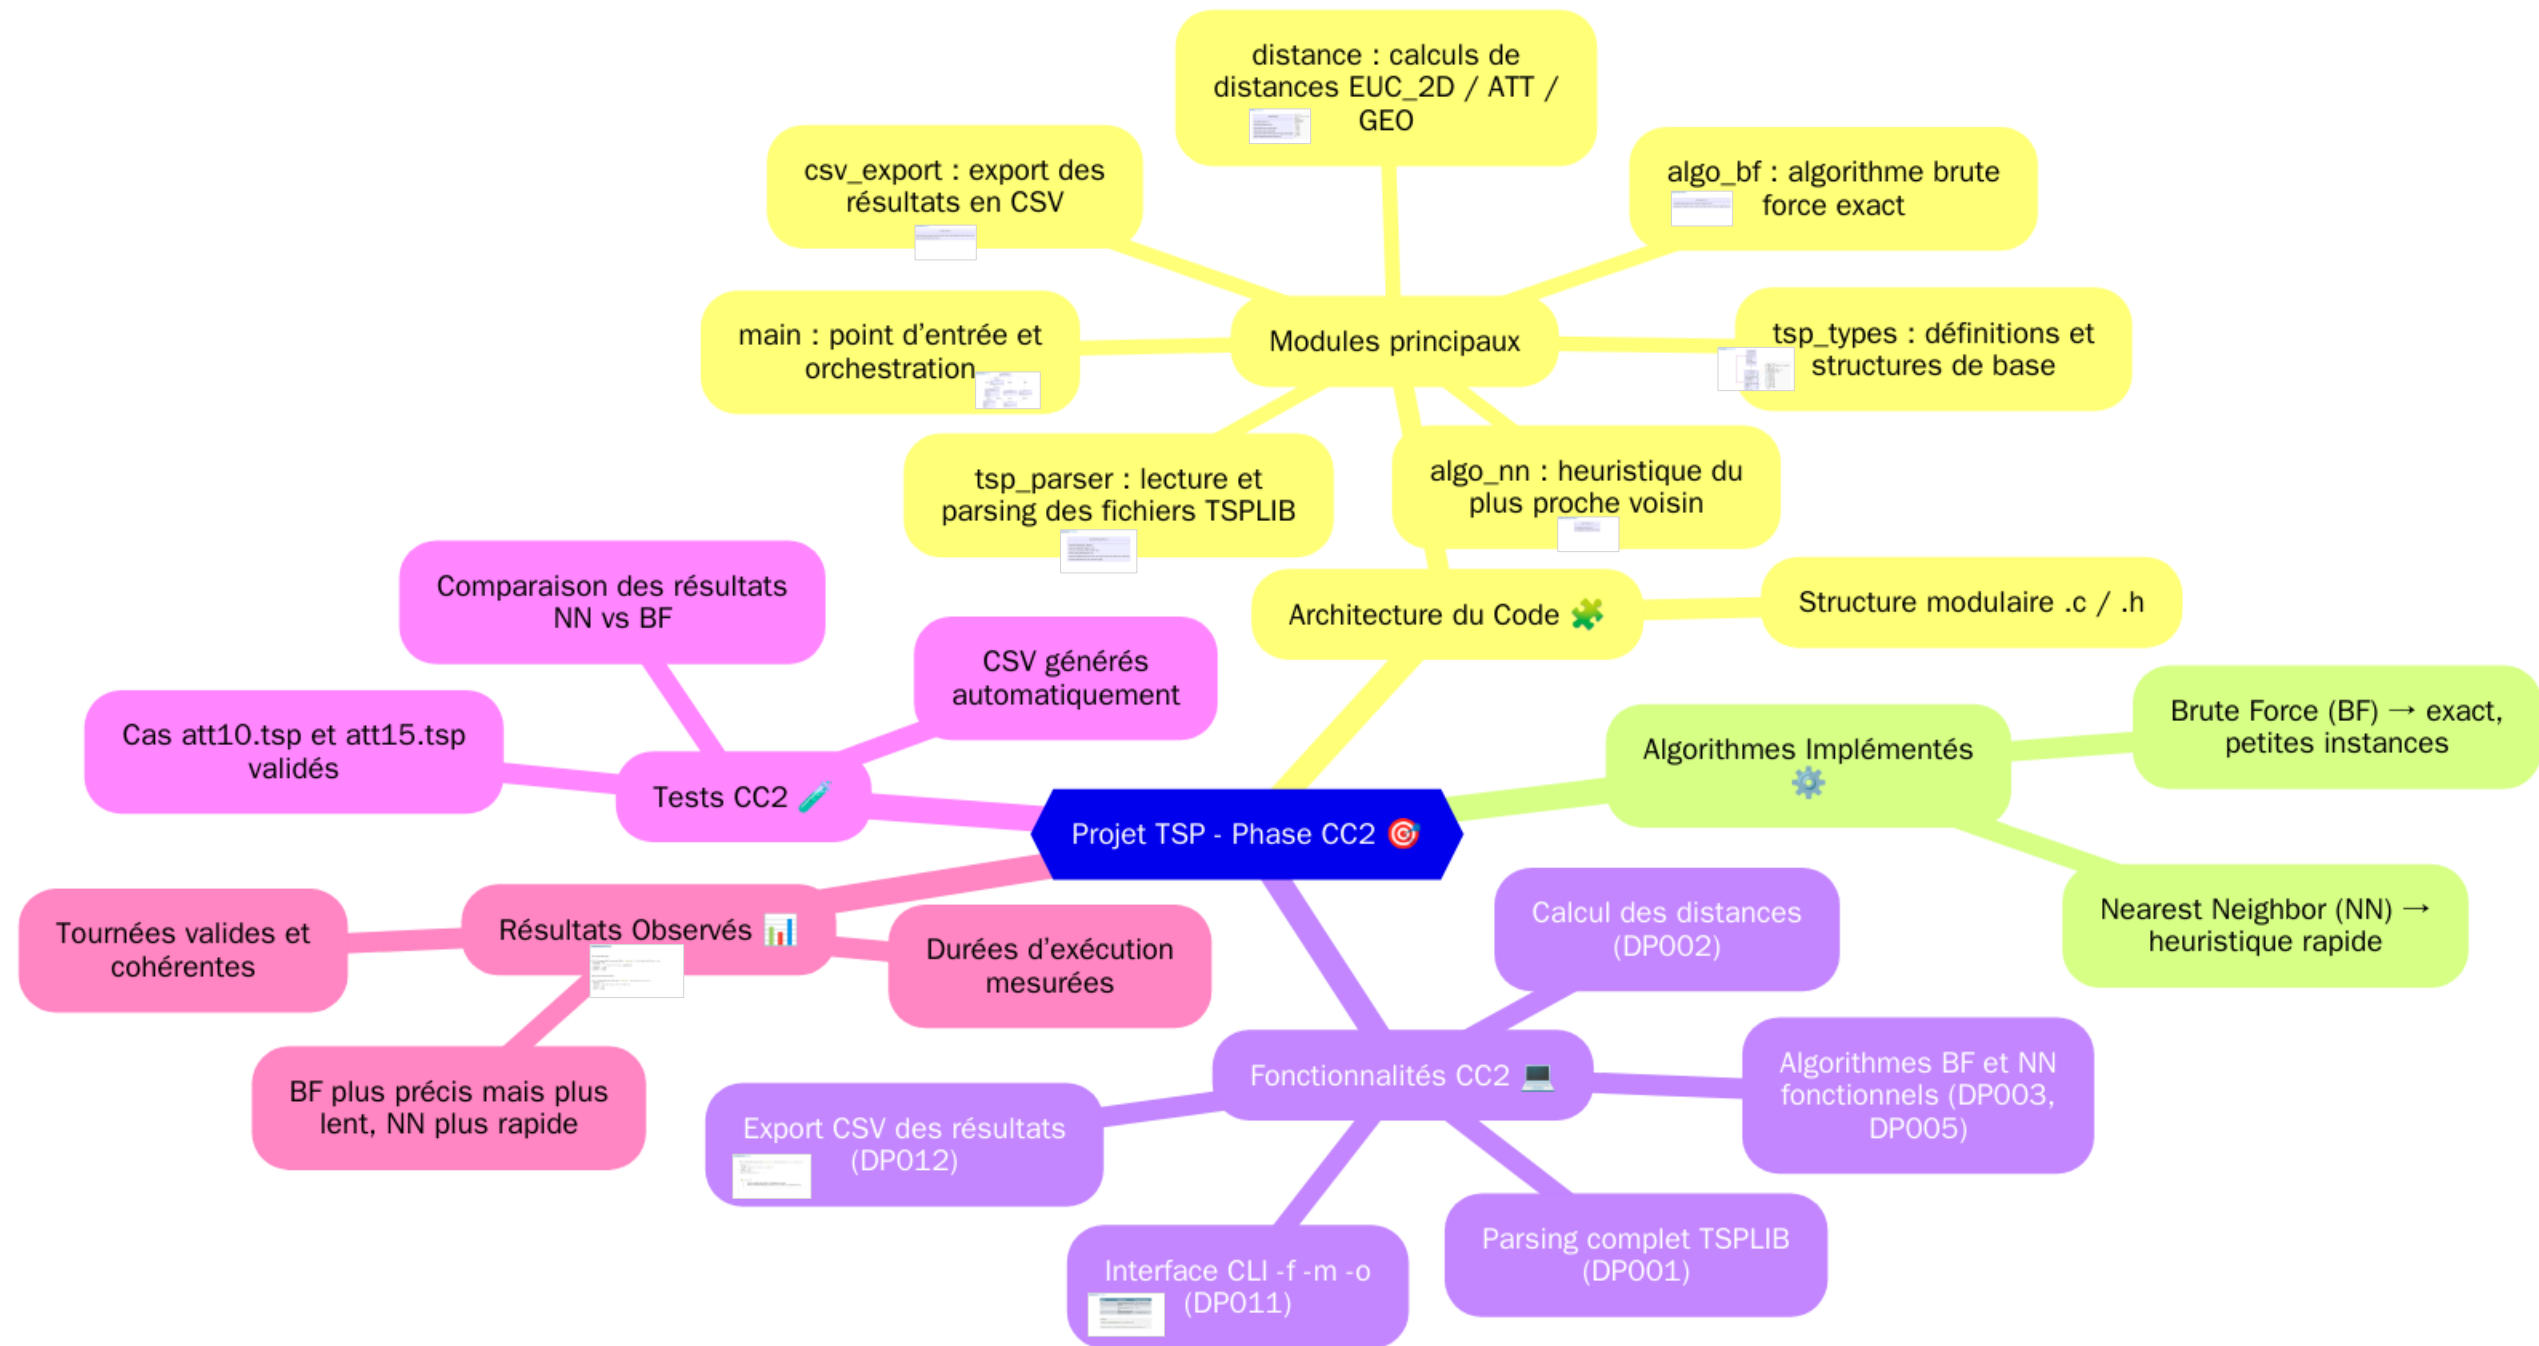 distance : calculs de
distances EUC_2D / ATT /
GEO
csv_export : export des
résultats en CSV
algo_bf : algorithme brute
force exact
main : point d’entrée et
orchestration
Modules principaux
tsp_types : définitions et
structures de base
tsp_parser : lecture et
parsing des fichiers TSPLIB
algo_nn : heuristique du
plus proche voisin
Architecture du Code 🧩
Structure modulaire .c / .h
Comparaison des résultats
NN vs BF
CSV générés
automatiquement
Cas att10.tsp et att15.tsp
validés
Tests CC2 🧪
Algorithmes Implémentés
⚙️
Brute Force (BF) → exact,
petites instances
Nearest Neighbor (NN) →
heuristique rapide
Projet TSP - Phase CC2 🎯
Résultats Observés 📊
Tournées valides et
cohérentes
Durées d’exécution
mesurées
BF plus précis mais plus
lent, NN plus rapide
Calcul des distances
(DP002)
Fonctionnalités CC2 💻
Algorithmes BF et NN
fonctionnels (DP003,
DP005)
Export CSV des résultats
(DP012)
Interface CLI -f -m -o
(DP011)
Parsing complet TSPLIB
(DP001)